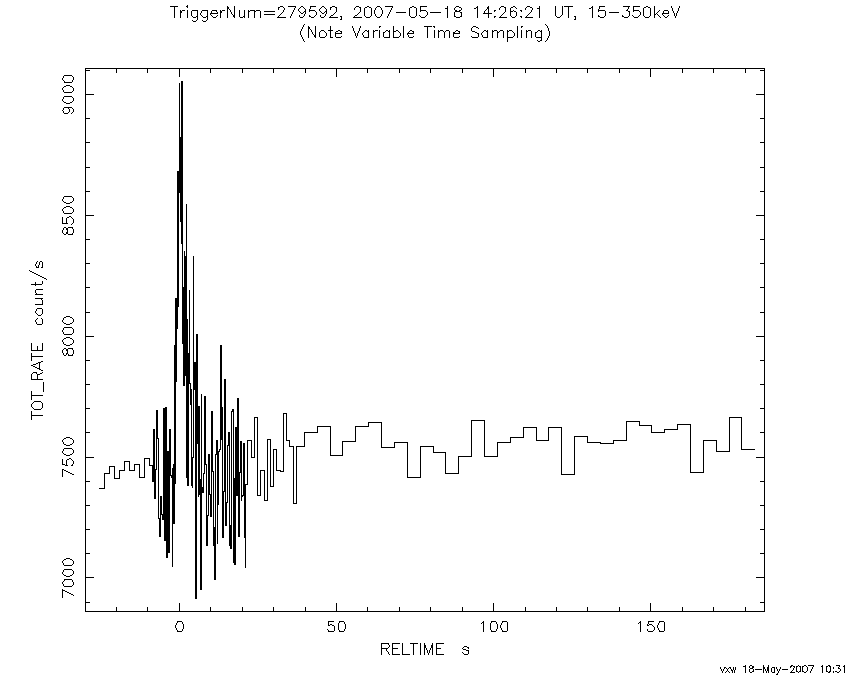 TriggerNum=279592, 2007-05-18 14:26:21 UT, 15-350keV
(Note Variable Time Sampling)
9000
8500
8000
7500
7000
TOT_RATE count/s
0 50 100 150
RELTIME s
vxw 18-May-2007 10:31